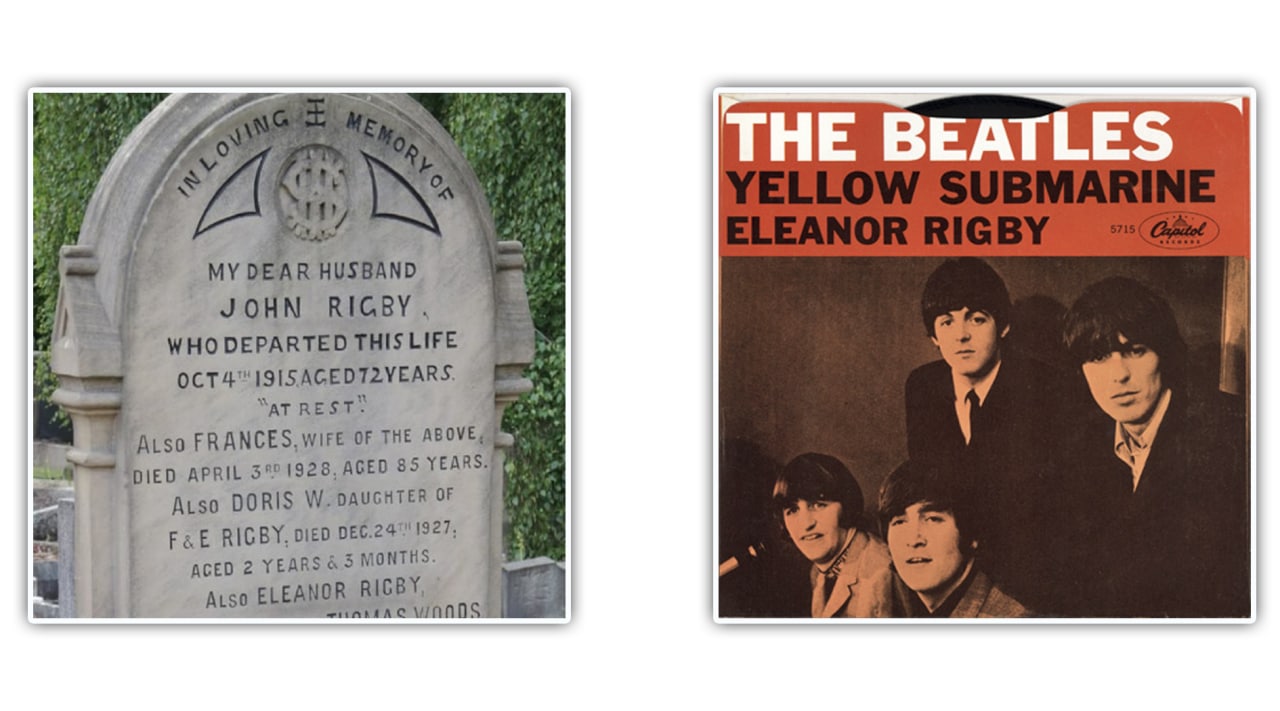 IN LOVING MEMORY OF
MY DEAR HUSBAND
JOHN RIGBY,
WHO DEPARTED THIS LIFE
OCT 4TH 1915, AGED 72 YEARS.
"AT REST."
ALSO FRANCES, WIFE OF THE ABOVE,
DIED APRIL 3RD 1928, AGED 85 YEARS.
ALSO DORIS W. DAUGHTER OF
F & E RIGBY, DIED DEC. 24TH 1927;
AGED 2 YEARS & 3 MONTHS.
ALSO ELEANOR RIGBY,
THOMAS WOODS
THE BEATLES
YELLOW SUBMARINE
ELEANOR RIGBY
5715 Capitol
RECORDS